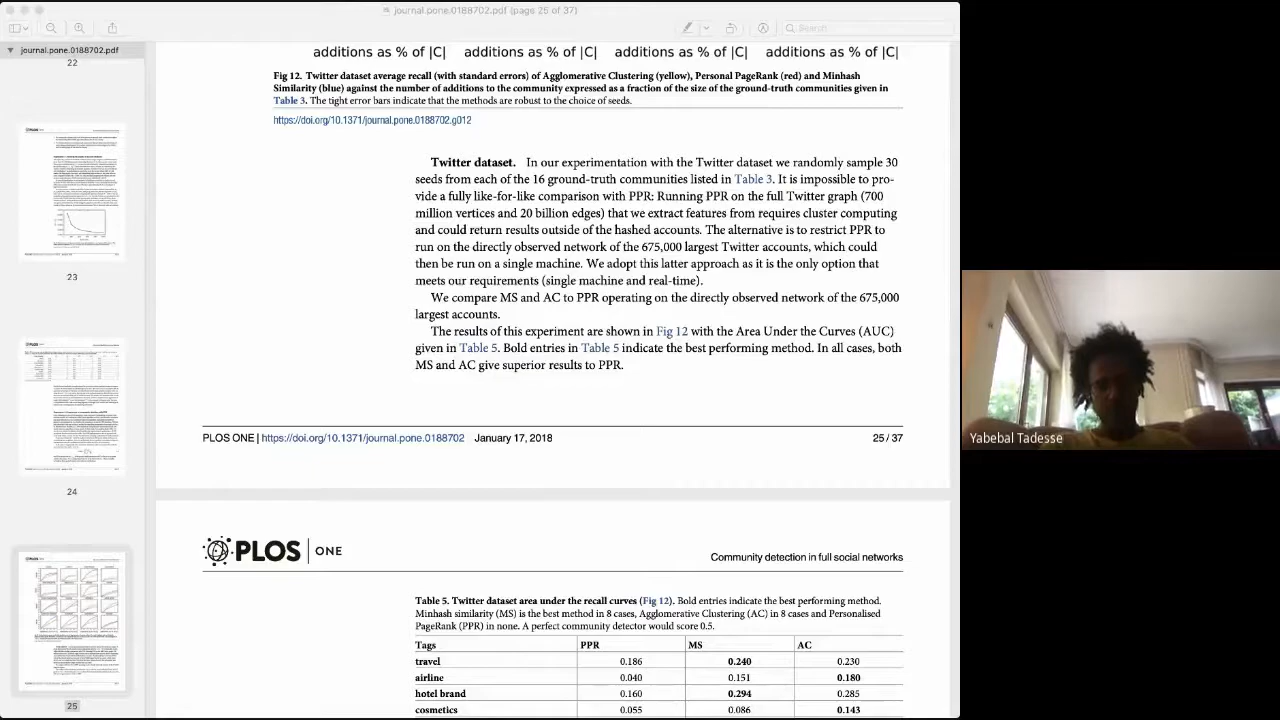 journal.pone.0188702.pdf (page 25 of 37)
Search
journal.pone.0188702.pdf
22
23
24
25
additions as % of |C| additions as % of |C| additions as % of |C| additions as % of |C|
Fig 12. Twitter dataset average recall (with standard errors) of Agglomerative Clustering (yellow), Personal PageRank (red) and Minhash
Similarity (blue) against the number of additions to the community expressed as a fraction of the size of the ground-truth communities given in
Table 3. The tight error bars indicate that the methods are robust to the choice of seeds.
https://doi.org/10.1371/journal.pone.0188702.g012
Twitter dataset. In our experimentation with the Twitter dataset we randomly sample 30
seeds from each of the 16 ground-truth communities listed in Table 3. It is impossible to pro-
vide a fully like-for-like comparison with PPR: Running PPR on the full Twitter graph (700
million vertices and 20 billion edges) that we extract features from requires cluster computing
and could return results outside of the hashed accounts. The alternative is to restrict PPR to
run on the directly observed network of the 675,000 largest Twitter accounts, which could
then be run on a single machine. We adopt this latter approach as it is the only option that
meets our requirements (single machine and real-time).
We compare MS and AC to PPR operating on the directly observed network of the 675,000
largest accounts.
The results of this experiment are shown in Fig 12 with the Area Under the Curves (AUC)
given in Table 5. Bold entries in Table 5 indicate the best performing method. In all cases, both
MS and AC give superior results to PPR.
PLOS ONE | https://doi.org/10.1371/journal.pone.0188702 January 17, 2018 25 / 37
PLOS ONE
Community detection in full social networks
Table 5. Twitter dataset area under the recall curves (Fig 12). Bold entries indicate the best performing method.
Minhash similarity (MS) is the best method in 8 cases, Agglomerative Clustering (AC) in 8 cases and Personalised
PageRank (PPR) in none. A perfect community detector would score 0.5.
Tags PPR MS AC
travel 0.186 0.240 0.230
airline 0.040 0.151 0.180
hotel brand 0.160 0.294 0.285
cosmetics 0.055 0.086 0.143
Yabebal Tadesse